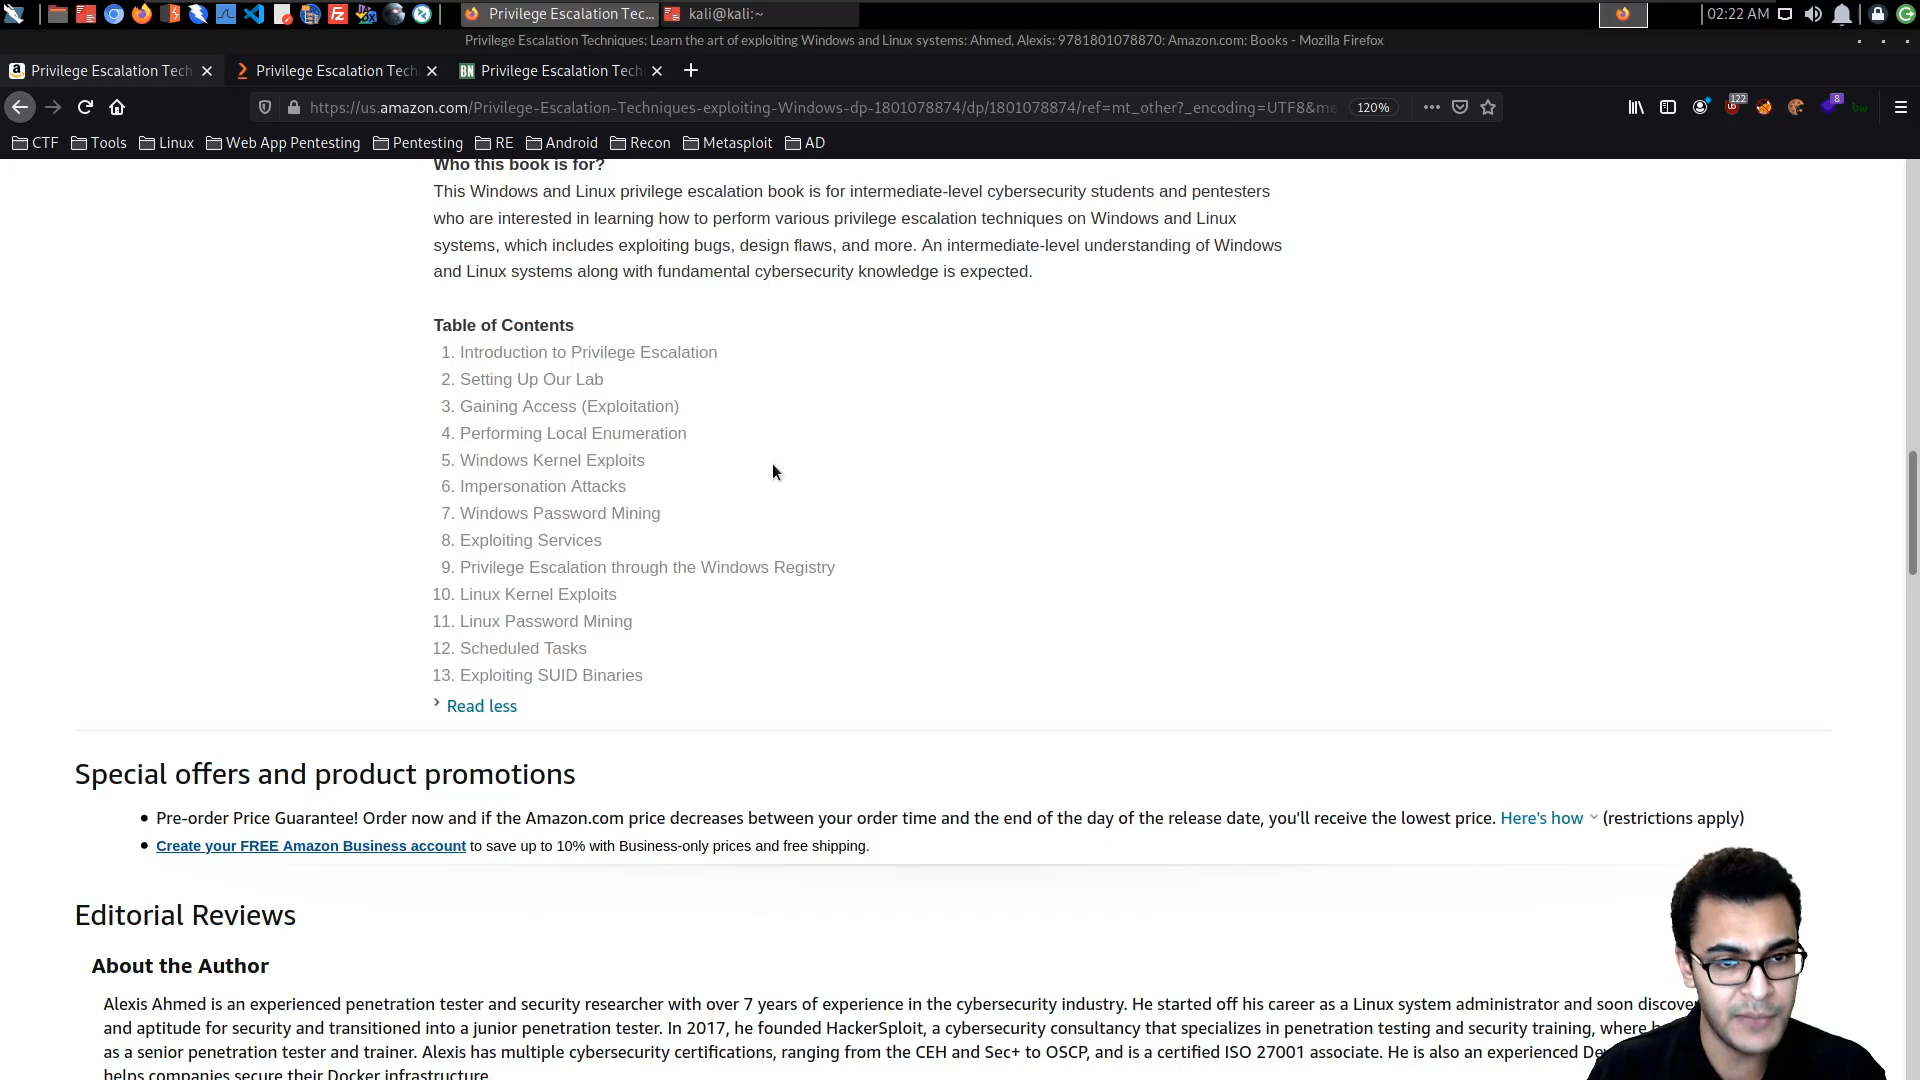 Privilege Escalation Tec...
kali@kali:~
02:22 AM
Privilege Escalation Techniques: Learn the art of exploiting Windows and Linux systems: Ahmed, Alexis: 9781801078870: Amazon.com: Books - Mozilla Firefox
Privilege Escalation Tech
Privilege Escalation Tech
BN Privilege Escalation Tech
https://us.amazon.com/Privilege-Escalation-Techniques-exploiting-Windows-dp-1801078874/dp/1801078874/ref=mt_other?_encoding=UTF8&me
120%
122
8
CTF
Tools
Linux
Web App Pentesting
Pentesting
RE
Android
Recon
Metasploit
AD
Who this book is for?
This Windows and Linux privilege escalation book is for intermediate-level cybersecurity students and pentesters
who are interested in learning how to perform various privilege escalation techniques on Windows and Linux
systems, which includes exploiting bugs, design flaws, and more. An intermediate-level understanding of Windows
and Linux systems along with fundamental cybersecurity knowledge is expected.
Table of Contents
1. Introduction to Privilege Escalation
2. Setting Up Our Lab
3. Gaining Access (Exploitation)
4. Performing Local Enumeration
5. Windows Kernel Exploits
6. Impersonation Attacks
7. Windows Password Mining
8. Exploiting Services
9. Privilege Escalation through the Windows Registry
10. Linux Kernel Exploits
11. Linux Password Mining
12. Scheduled Tasks
13. Exploiting SUID Binaries
Read less
Special offers and product promotions
Pre-order Price Guarantee! Order now and if the Amazon.com price decreases between your order time and the end of the day of the release date, you'll receive the lowest price. Here's how (restrictions apply)
Create your FREE Amazon Business account to save up to 10% with Business-only prices and free shipping.
Editorial Reviews
About the Author
Alexis Ahmed is an experienced penetration tester and security researcher with over 7 years of experience in the cybersecurity industry. He started off his career as a Linux system administrator and soon
and aptitude for security and transitioned into a junior penetration tester. In 2017, he founded HackerSploit, a cybersecurity consultancy that specializes in penetration testing and security training, where
as a senior penetration tester and trainer. Alexis has multiple cybersecurity certifications, ranging from the CEH and Sec+ to OSCP, and is a certified ISO 27001 associate. He is also an experienced
helps companies secure their Docker infrastructure.